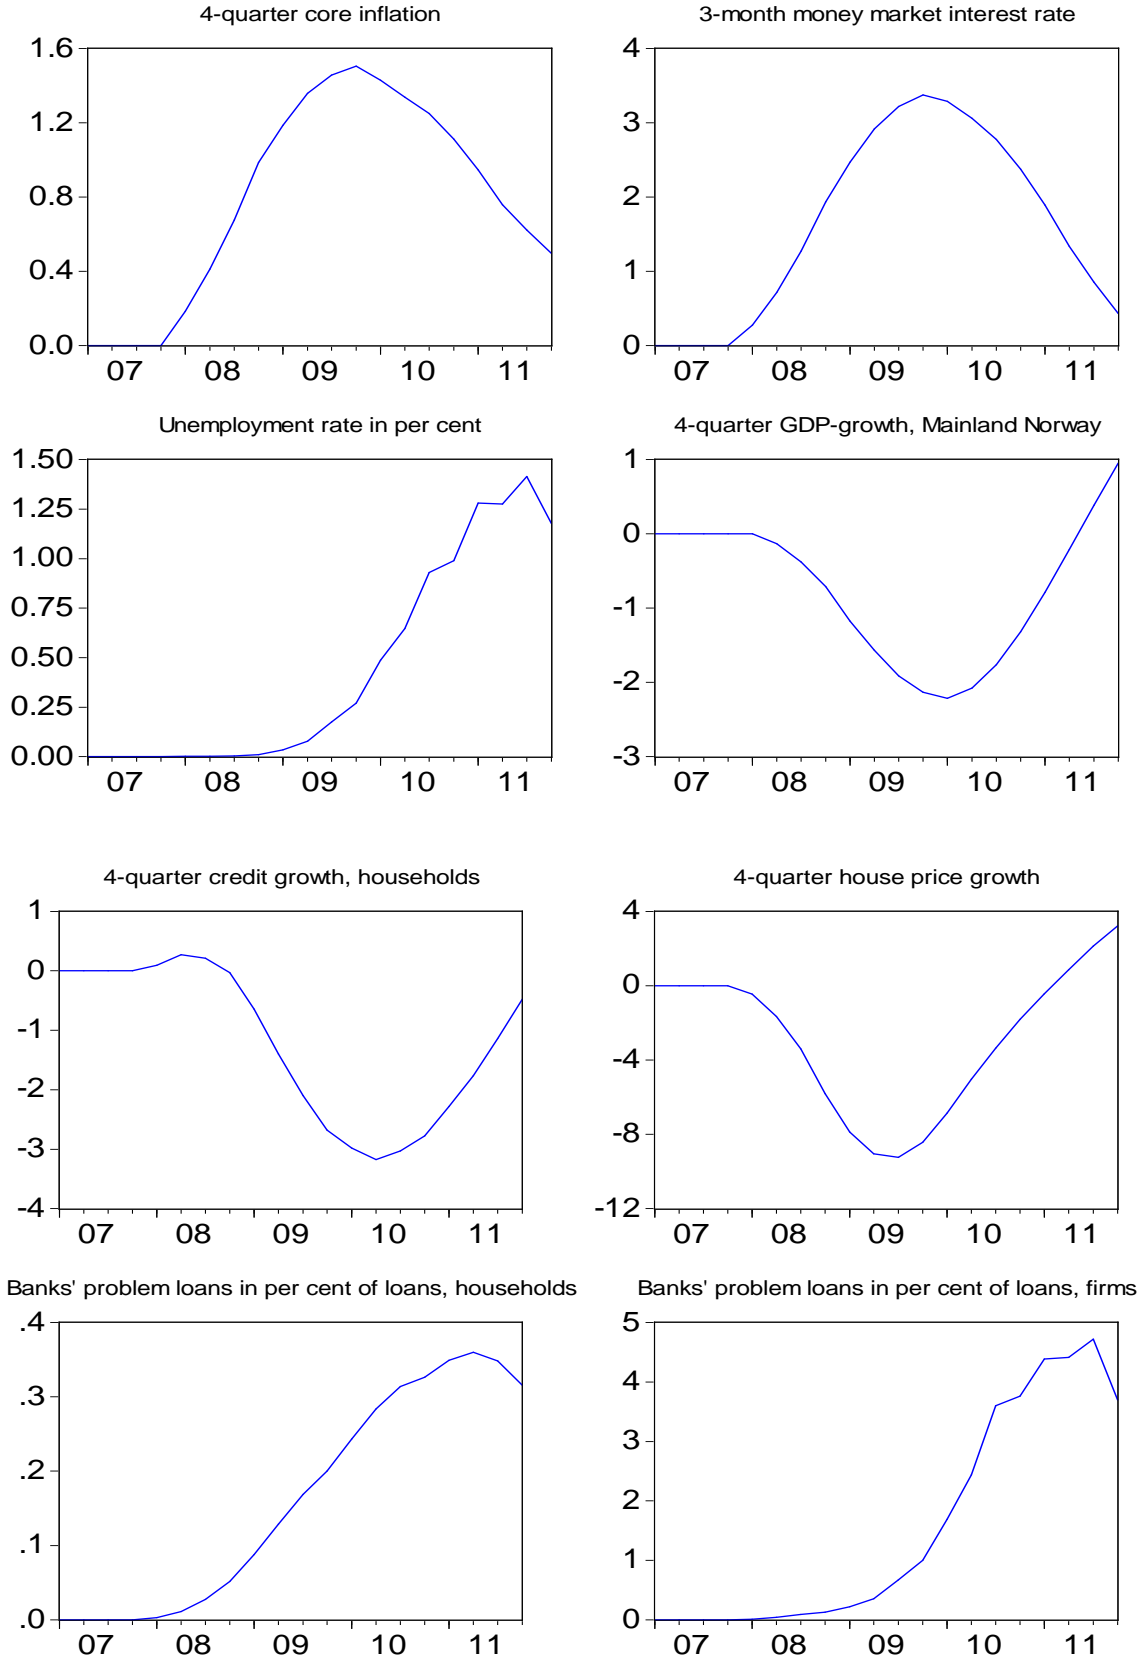 4-quarter core inflation
1.6
1.2
0.8
0.4
0.0
07 08 09 10 11
3-month money market interest rate
4
3
2
1
0
07 08 09 10 11
Unemployment rate in per cent
1.50
1.25
1.00
0.75
0.50
0.25
0.00
07 08 09 10 11
4-quarter GDP-growth, Mainland Norway
1
0
-1
-2
-3
07 08 09 10 11
4-quarter credit growth, households
1
0
-1
-2
-3
-4
07 08 09 10 11
4-quarter house price growth
4
0
-4
-8
-12
07 08 09 10 11
Banks' problem loans in per cent of loans, households
.4
.3
.2
.1
.0
07 08 09 10 11
Banks' problem loans in per cent of loans, firms
5
4
3
2
1
0
07 08 09 10 11